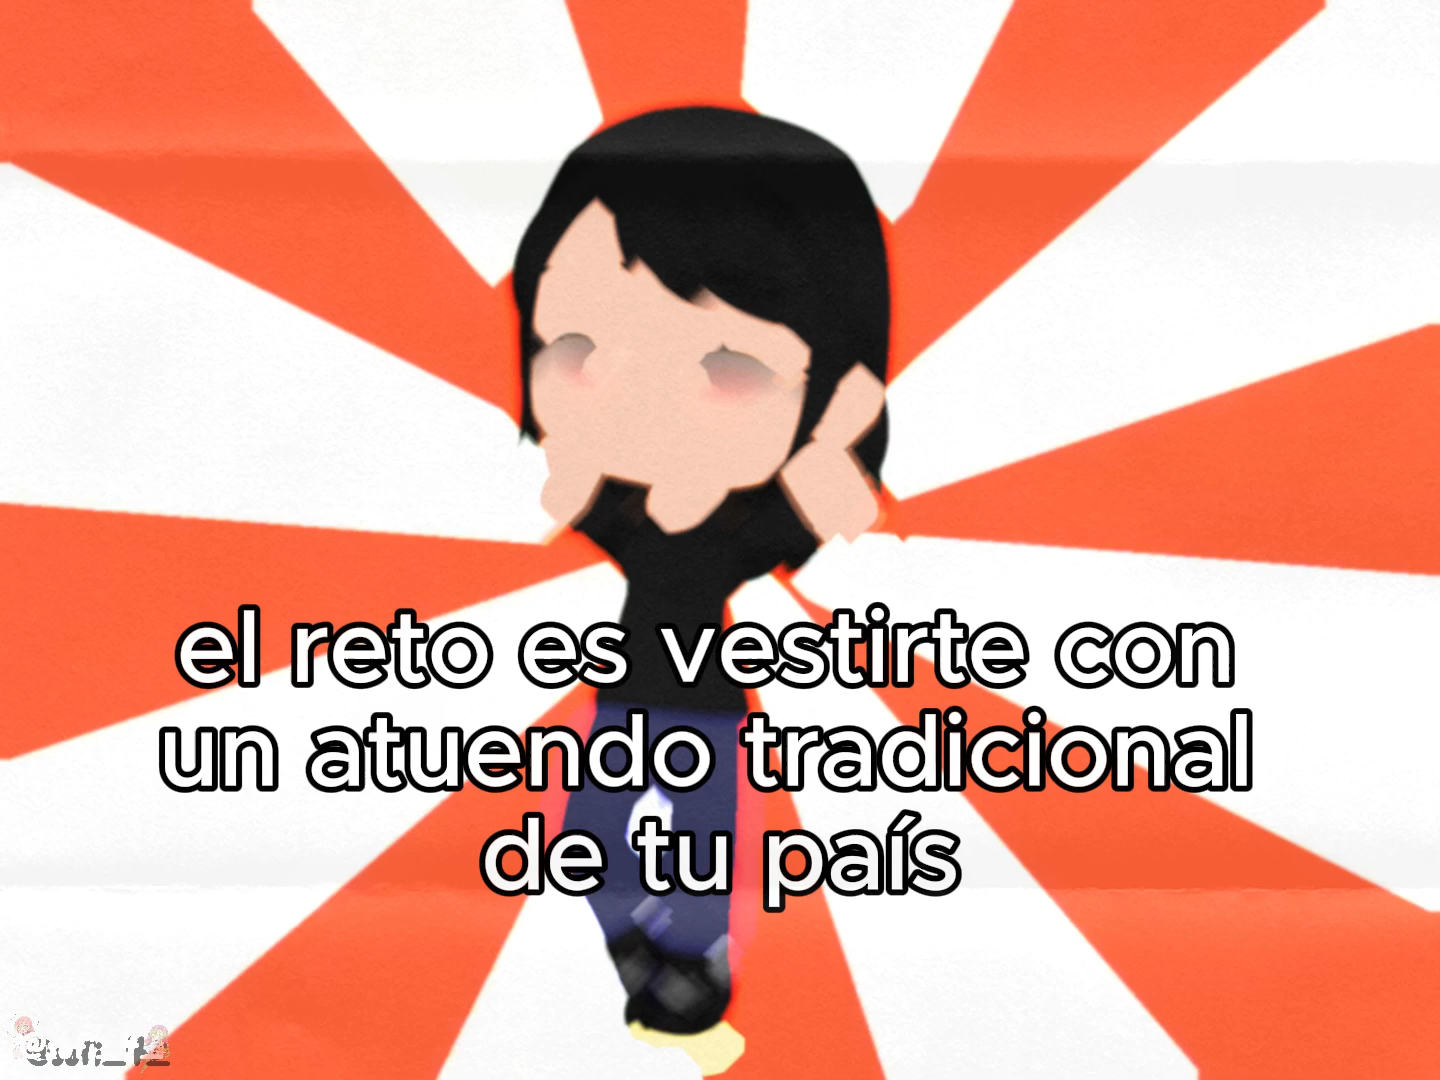 el reto es vestirte con
un atuendo tradicional
de tu país